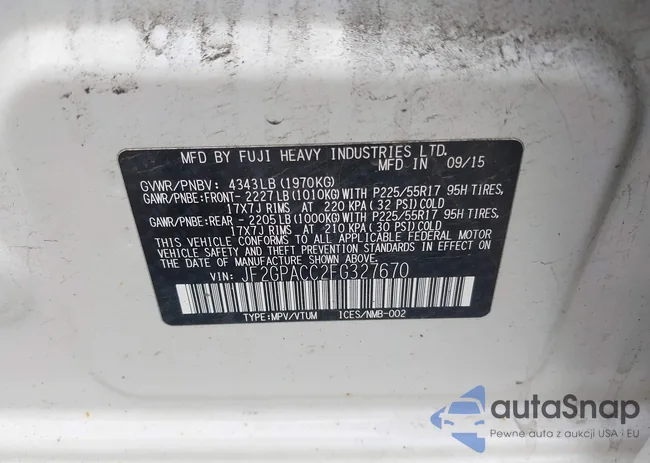 MFD BY FUJI HEAVY INDUSTRIES LTD.
MFD IN 09/15
GVWR/PNBV: 4343LB (1970KG)
GAWR/PNBE:FRONT- 2227LB(1010KG)WITH P225/55R17 95H TIRES,
17X7J RIMS AT 220 KPA (32 PSI)COLD
GAWR/PNBE:REAR - 2205LB(1000KG)WITH P225/55R17 95H TIRES,
17X7J RIMS AT 210 KPA (30 PSI)COLD
THIS VEHICLE CONFORMS TO ALL APPLICABLE FEDERAL MOTOR
VEHICLE SAFETY AND THEFT PREVENTION STANDARDS IN EFFECT
ON THE DATE OF MANUFACTURE SHOWN ABOVE.
VIN: JF2GPACC2FG327670
TYPE:MPV/VTUM ICES/NMB-002
autoSnap
Pewne auto z aukcji USA i EU